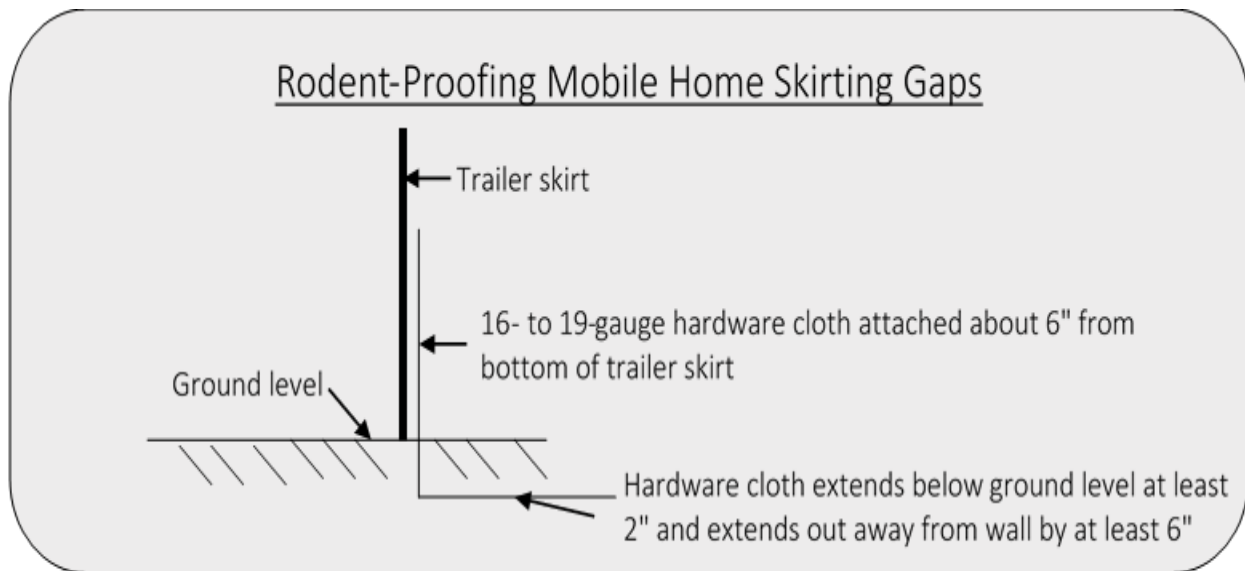 Rodent-Proofing Mobile Home Skirting Gaps
Trailer skirt
16- to 19-gauge hardware cloth attached about 6" from
bottom of trailer skirt
Ground level
Hardware cloth extends below ground level at least
2" and extends out away from wall by at least 6"